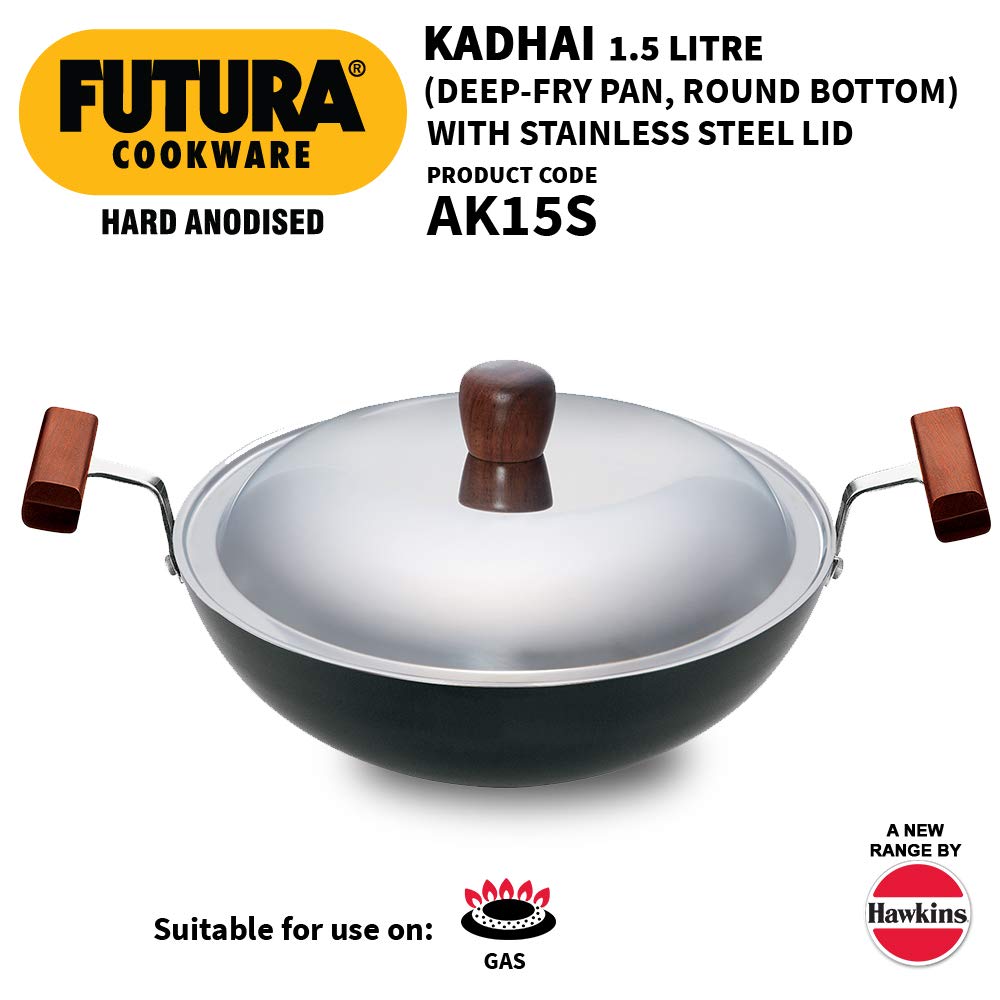 FUTURA®
COOKWARE
HARD ANODISED
KADHAI 1.5 LITRE
(DEEP-FRY PAN, ROUND BOTTOM)
WITH STAINLESS STEEL LID
PRODUCT CODE
AK15S
Suitable for use on:
GAS
A NEW
RANGE BY
Hawkins